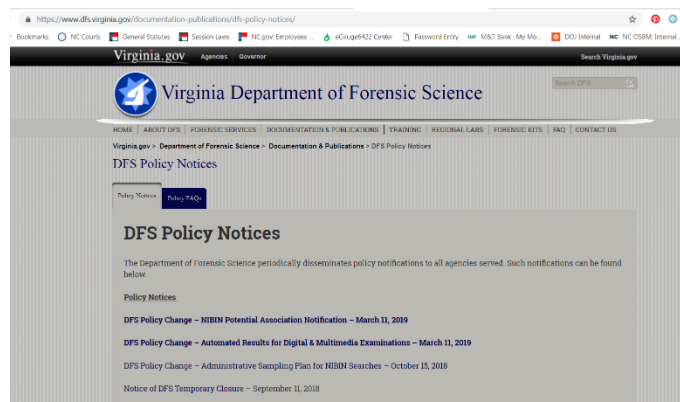 https://www.dfs.virginia.gov/documentation-publications/dfs-policy-notices/
Bookmarks NC Courts General Statutes Session Laws NC.gov: Employees ... eGauge6422 Center Password Entry M&T Bank : My Mo... DOJ Internal NC NC OSBM: Internal
Virginia.gov Agencies | Governor Search Virginia.gov
Virginia Department of Forensic Science
Search DFS
HOME | ABOUT DFS | FORENSIC SERVICES | DOCUMENTATION & PUBLICATIONS | TRAINING | REGIONAL LABS | FORENSIC KITS | FAQ | CONTACT US
Virginia.gov > Department of Forensic Science > Documentation & Publications > DFS Policy Notices
DFS Policy Notices
Policy Notices Policy FAQs
DFS Policy Notices
The Department of Forensic Science periodically disseminates policy notifications to all agencies served. Such notifications can be found
below.
Policy Notices
DFS Policy Change – NIBIN Potential Association Notification – March 11, 2019
DFS Policy Change – Automated Results for Digital & Multimedia Examinations – March 11, 2019
DFS Policy Change – Administrative Sampling Plan for NIBIN Searches – October 15, 2018
Notice of DFS Temporary Closure – September 11, 2018